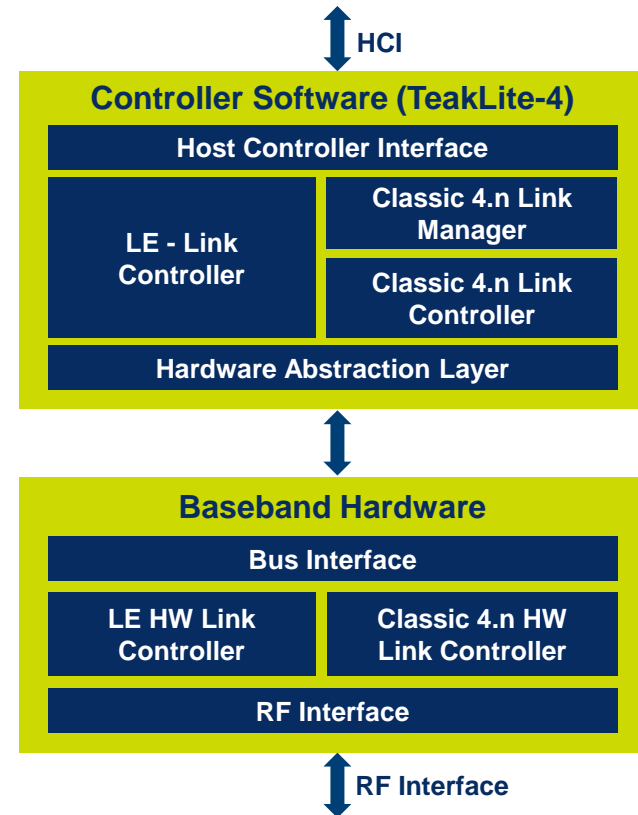 HCI
Controller Software (TeakLite-4)
Host Controller Interface
LE - Link
Controller
Classic 4.n Link
Manager
Classic 4.n Link
Controller
Hardware Abstraction Layer
Baseband Hardware
Bus Interface
LE HW Link
Controller
Classic 4.n HW
Link Controller
RF Interface
RF Interface